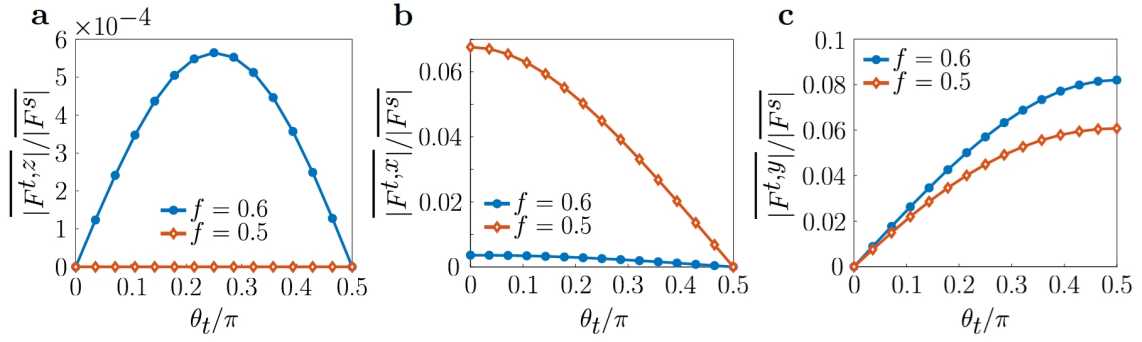 a
×10−4
6
5
4
3
2
1
0
|F^{t,z}|/|F^s|
f = 0.6
f = 0.5
0 0.1 0.2 0.3 0.4 0.5
θ_t/π
b
0.06
0.04
0.02
0
|F^{t,x}|/|F^s|
f = 0.6
f = 0.5
0 0.1 0.2 0.3 0.4 0.5
θ_t/π
c
0.1
0.08
0.06
0.04
0.02
0
|F^{t,y}|/|F^s|
f = 0.6
f = 0.5
0 0.1 0.2 0.3 0.4 0.5
θ_t/π